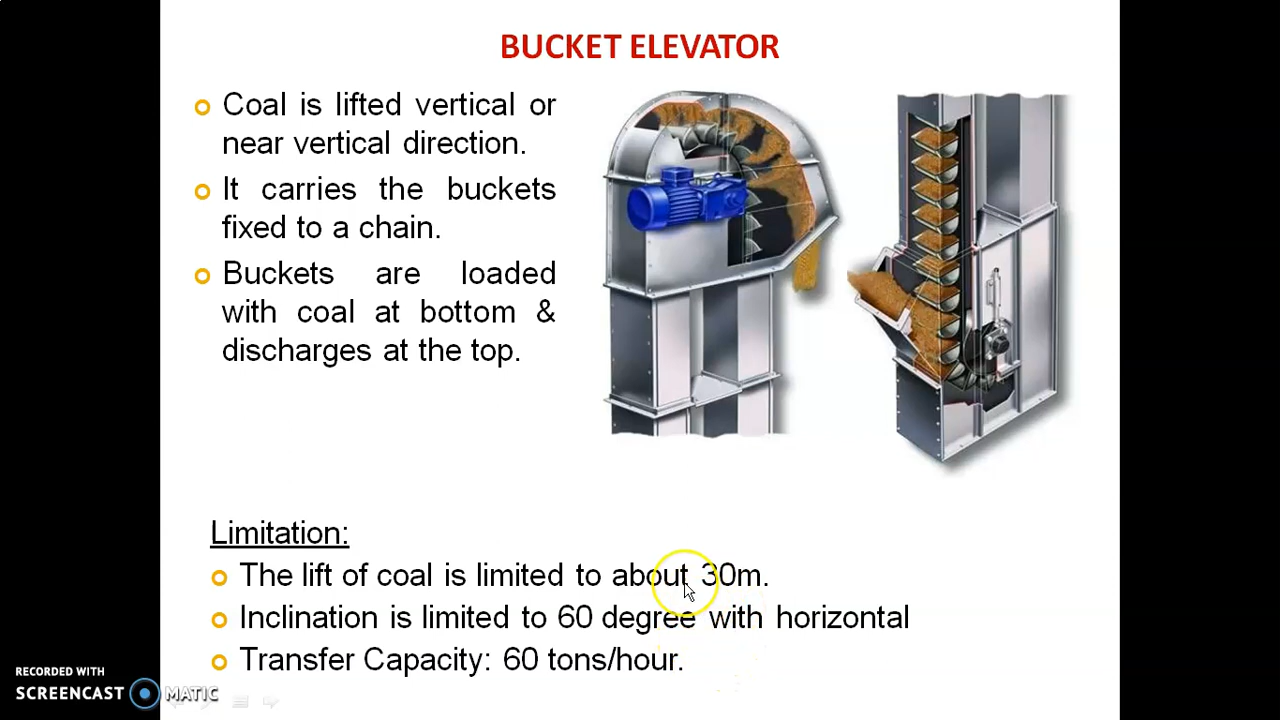 BUCKET ELEVATOR
Coal is lifted vertical or
near vertical direction.
It carries the buckets
fixed to a chain.
Buckets are loaded
with coal at bottom &
discharges at the top.
Limitation:
The lift of coal is limited to about 30m.
Inclination is limited to 60 degree with horizontal
Transfer Capacity: 60 tons/hour.
RECORDED WITH
SCREENCAST MATIC